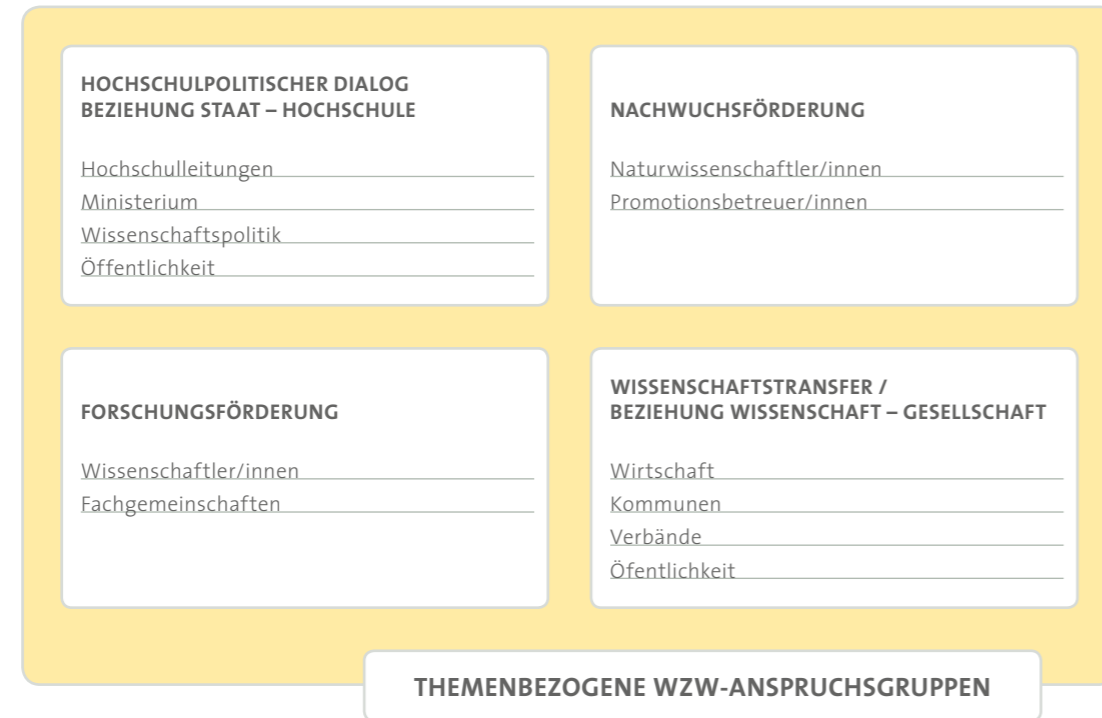 HOCHSCHULPOLITISCHER DIALOG
BEZIEHUNG STAAT – HOCHSCHULE
Hochschulleitungen
Ministerium
Wissenschaftspolitik
Öffentlichkeit
NACHWUCHSFÖRDERUNG
Naturwissenschaftler/innen
Promotionsbetreuer/innen
FORSCHUNGSFÖRDERUNG
Wissenschaftler/innen
Fachgemeinschaften
WISSENSCHAFTSTRANSFER /
BEZIEHUNG WISSENSCHAFT – GESELLSCHAFT
Wirtschaft
Kommunen
Verbände
Öfentlichkeit
THEMENBEZOGENE WZW-ANSPRUCHSGRUPPEN